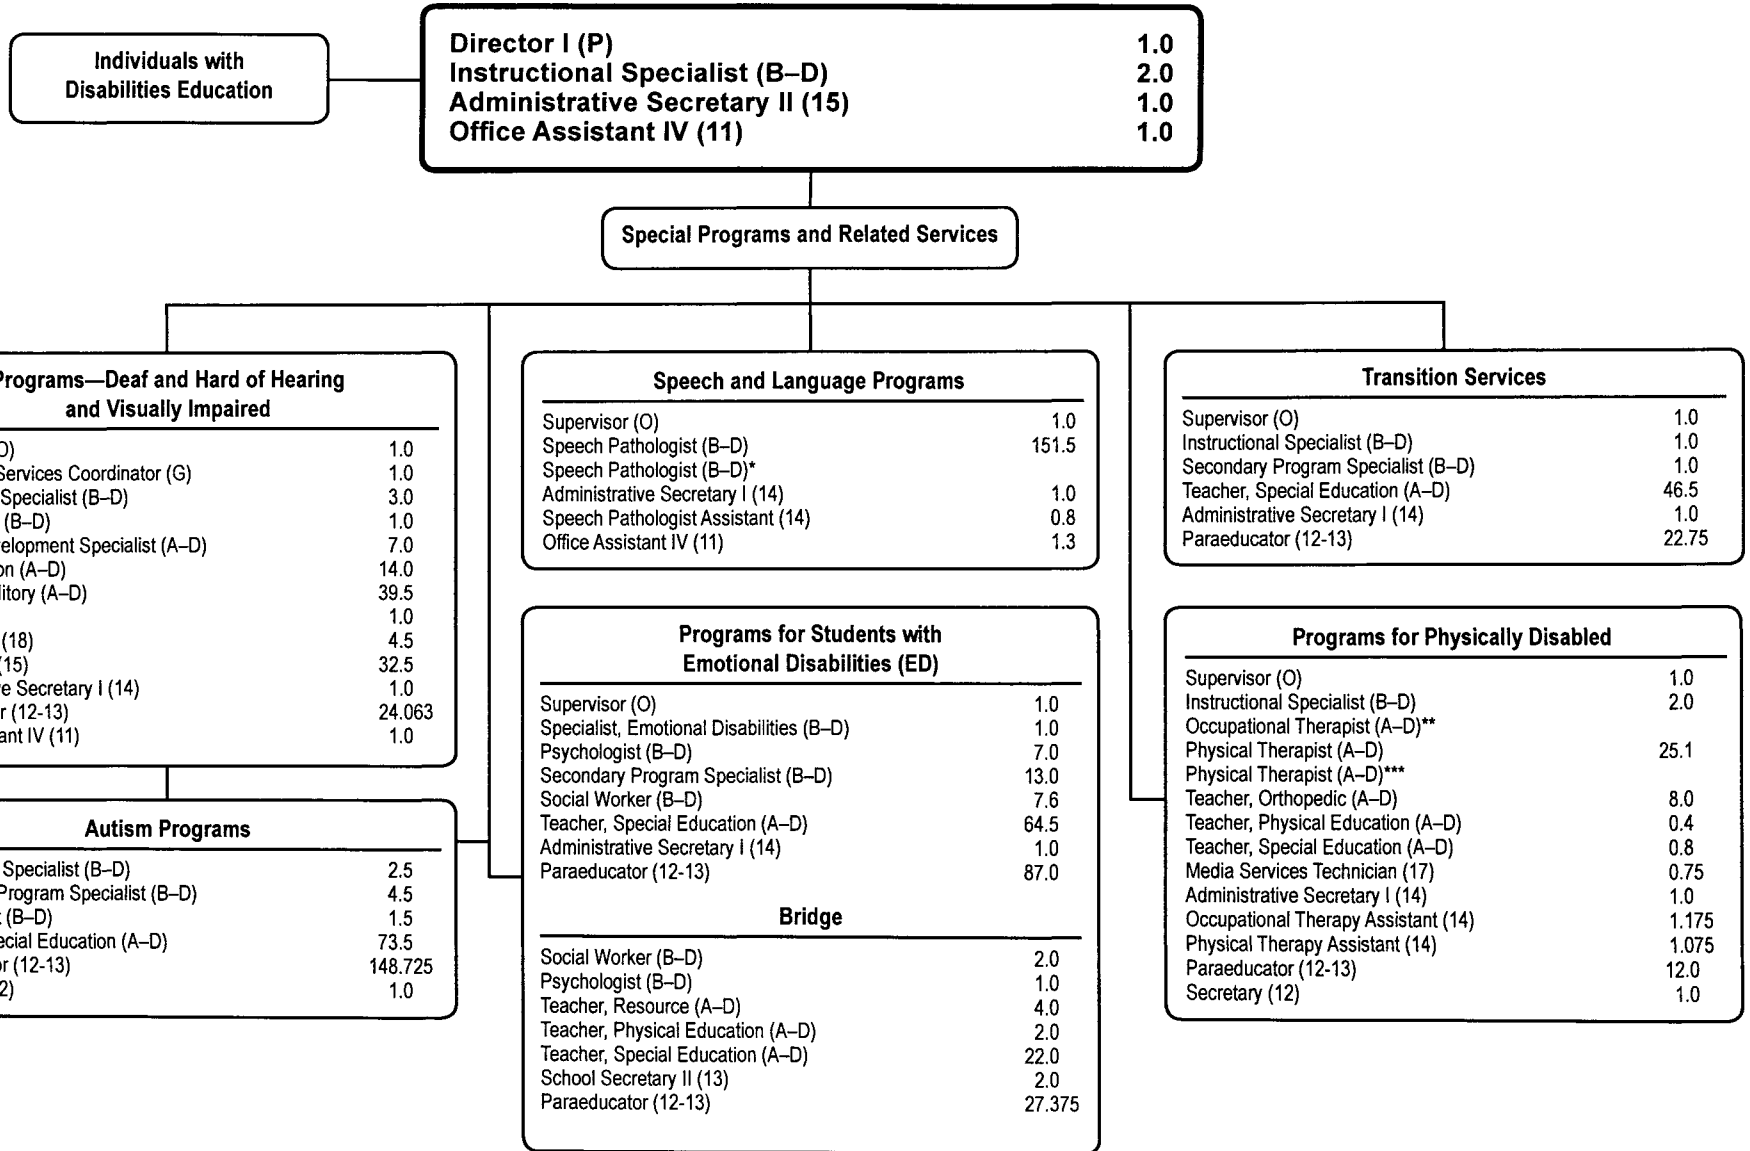 Individuals with
Disabilities Education
Director I (P) 1.0
Instructional Specialist (B–D) 2.0
Administrative Secretary II (15) 1.0
Office Assistant IV (11) 1.0
Special Programs and Related Services
Programs—Deaf and Hard of Hearing
and Visually Impaired
O) 1.0
Services Coordinator (G) 1.0
Specialist (B–D) 3.0
(B–D) 1.0
velopment Specialist (A–D) 7.0
on (A–D) 14.0
litory (A–D) 39.5
1.0
(18) 4.5
(15) 32.5
e Secretary I (14) 1.0
r (12-13) 24.063
ant IV (11) 1.0
Autism Programs
Specialist (B–D) 2.5
Program Specialist (B–D) 4.5
(B–D) 1.5
ecial Education (A–D) 73.5
or (12-13) 148.725
2) 1.0
Speech and Language Programs
Supervisor (O) 1.0
Speech Pathologist (B–D) 151.5
Speech Pathologist (B–D)*
Administrative Secretary I (14) 1.0
Speech Pathologist Assistant (14) 0.8
Office Assistant IV (11) 1.3
Programs for Students with
Emotional Disabilities (ED)
Supervisor (O) 1.0
Specialist, Emotional Disabilities (B–D) 1.0
Psychologist (B–D) 7.0
Secondary Program Specialist (B–D) 13.0
Social Worker (B–D) 7.6
Teacher, Special Education (A–D) 64.5
Administrative Secretary I (14) 1.0
Paraeducator (12-13) 87.0
Bridge
Social Worker (B–D) 2.0
Psychologist (B–D) 1.0
Teacher, Resource (A–D) 4.0
Teacher, Physical Education (A–D) 2.0
Teacher, Special Education (A–D) 22.0
School Secretary II (13) 2.0
Paraeducator (12-13) 27.375
Transition Services
Supervisor (O) 1.0
Instructional Specialist (B–D) 1.0
Secondary Program Specialist (B–D) 1.0
Teacher, Special Education (A–D) 46.5
Administrative Secretary I (14) 1.0
Paraeducator (12-13) 22.75
Programs for Physically Disabled
Supervisor (O) 1.0
Instructional Specialist (B–D) 2.0
Occupational Therapist (A–D)**
Physical Therapist (A–D) 25.1
Physical Therapist (A–D)***
Teacher, Orthopedic (A–D) 8.0
Teacher, Physical Education (A–D) 0.4
Teacher, Special Education (A–D) 0.8
Media Services Technician (17) 0.75
Administrative Secretary I (14) 1.0
Occupational Therapy Assistant (14) 1.175
Physical Therapy Assistant (14) 1.075
Paraeducator (12-13) 12.0
Secretary (12) 1.0